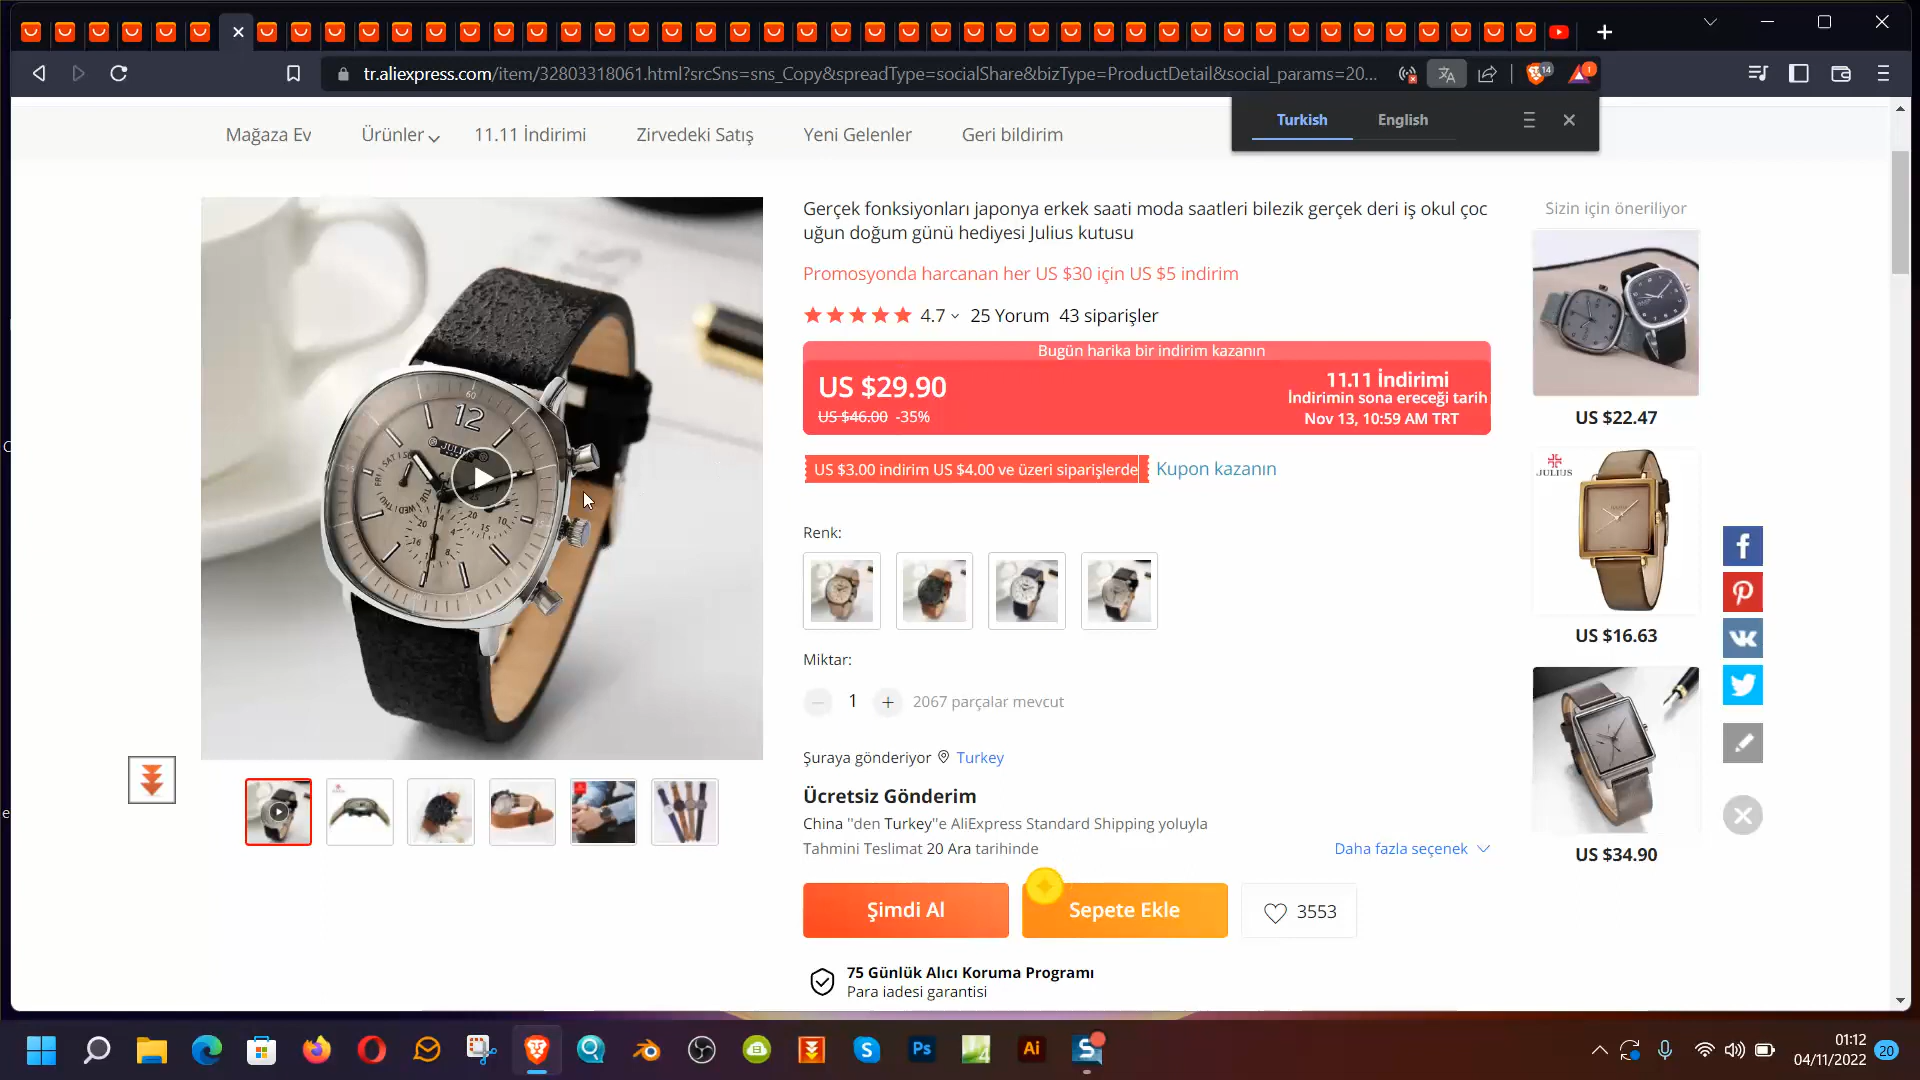 tr.aliexpress.com/item/32803318061.html?srcSns=sns_Copy&spreadType=socialShare&bizType=ProductDetail&social_params=20...
14
1
Turkish
English
Mağaza Ev
Ürünler
11.11 İndirimi
Zirvedeki Satış
Yeni Gelenler
Geri bildirim
Gerçek fonksiyonları japonya erkek saati moda saatleri bilezik gerçek deri iş okul çoc
uğun doğum günü hediyesi Julius kutusu
Promosyonda harcanan her US $30 için US $5 indirim
4.7
25 Yorum
43 siparişler
Bugün harika bir indirim kazanın
US $29.90
US $46.00 -35%
11.11 İndirimi
İndirimin sona ereceği tarih
Nov 13, 10:59 AM TRT
US $3.00 indirim US $4.00 ve üzeri siparişlerde
Kupon kazanın
Renk:
Miktar:
1
2067 parçalar mevcut
Şuraya gönderiyor
Turkey
Ücretsiz Gönderim
China ''den Turkey''e AliExpress Standard Shipping yoluyla
Tahmini Teslimat 20 Ara tarihinde
Daha fazla seçenek
Şimdi Al
Sepete Ekle
3553
75 Günlük Alıcı Koruma Programı
Para iadesi garantisi
Sizin için öneriliyor
US $22.47
JULIUS
US $16.63
US $34.90
60
12
JULIUS
Ps
Ai
01:12
04/11/2022
20